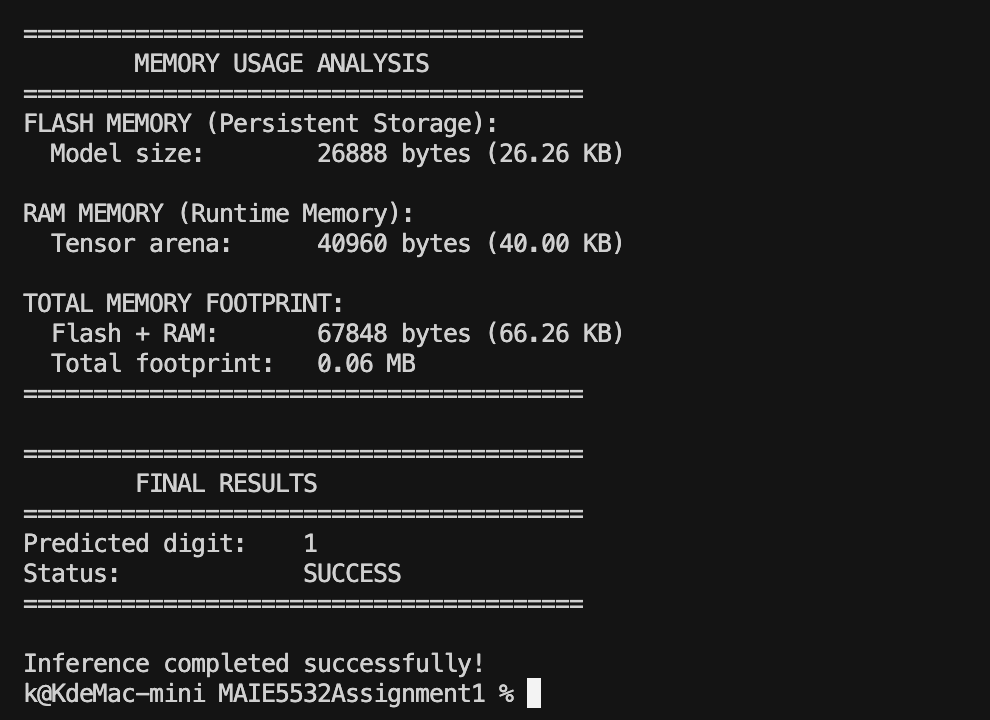 ========================================
        MEMORY USAGE ANALYSIS
========================================
FLASH MEMORY (Persistent Storage):
  Model size:        26888 bytes (26.26 KB)

RAM MEMORY (Runtime Memory):
  Tensor arena:      40960 bytes (40.00 KB)

TOTAL MEMORY FOOTPRINT:
  Flash + RAM:       67848 bytes (66.26 KB)
  Total footprint:   0.06 MB
========================================

========================================
        FINAL RESULTS
========================================
Predicted digit:    1
Status:             SUCCESS
========================================

Inference completed successfully!
k@KdeMac-mini MAIE5532Assignment1 %